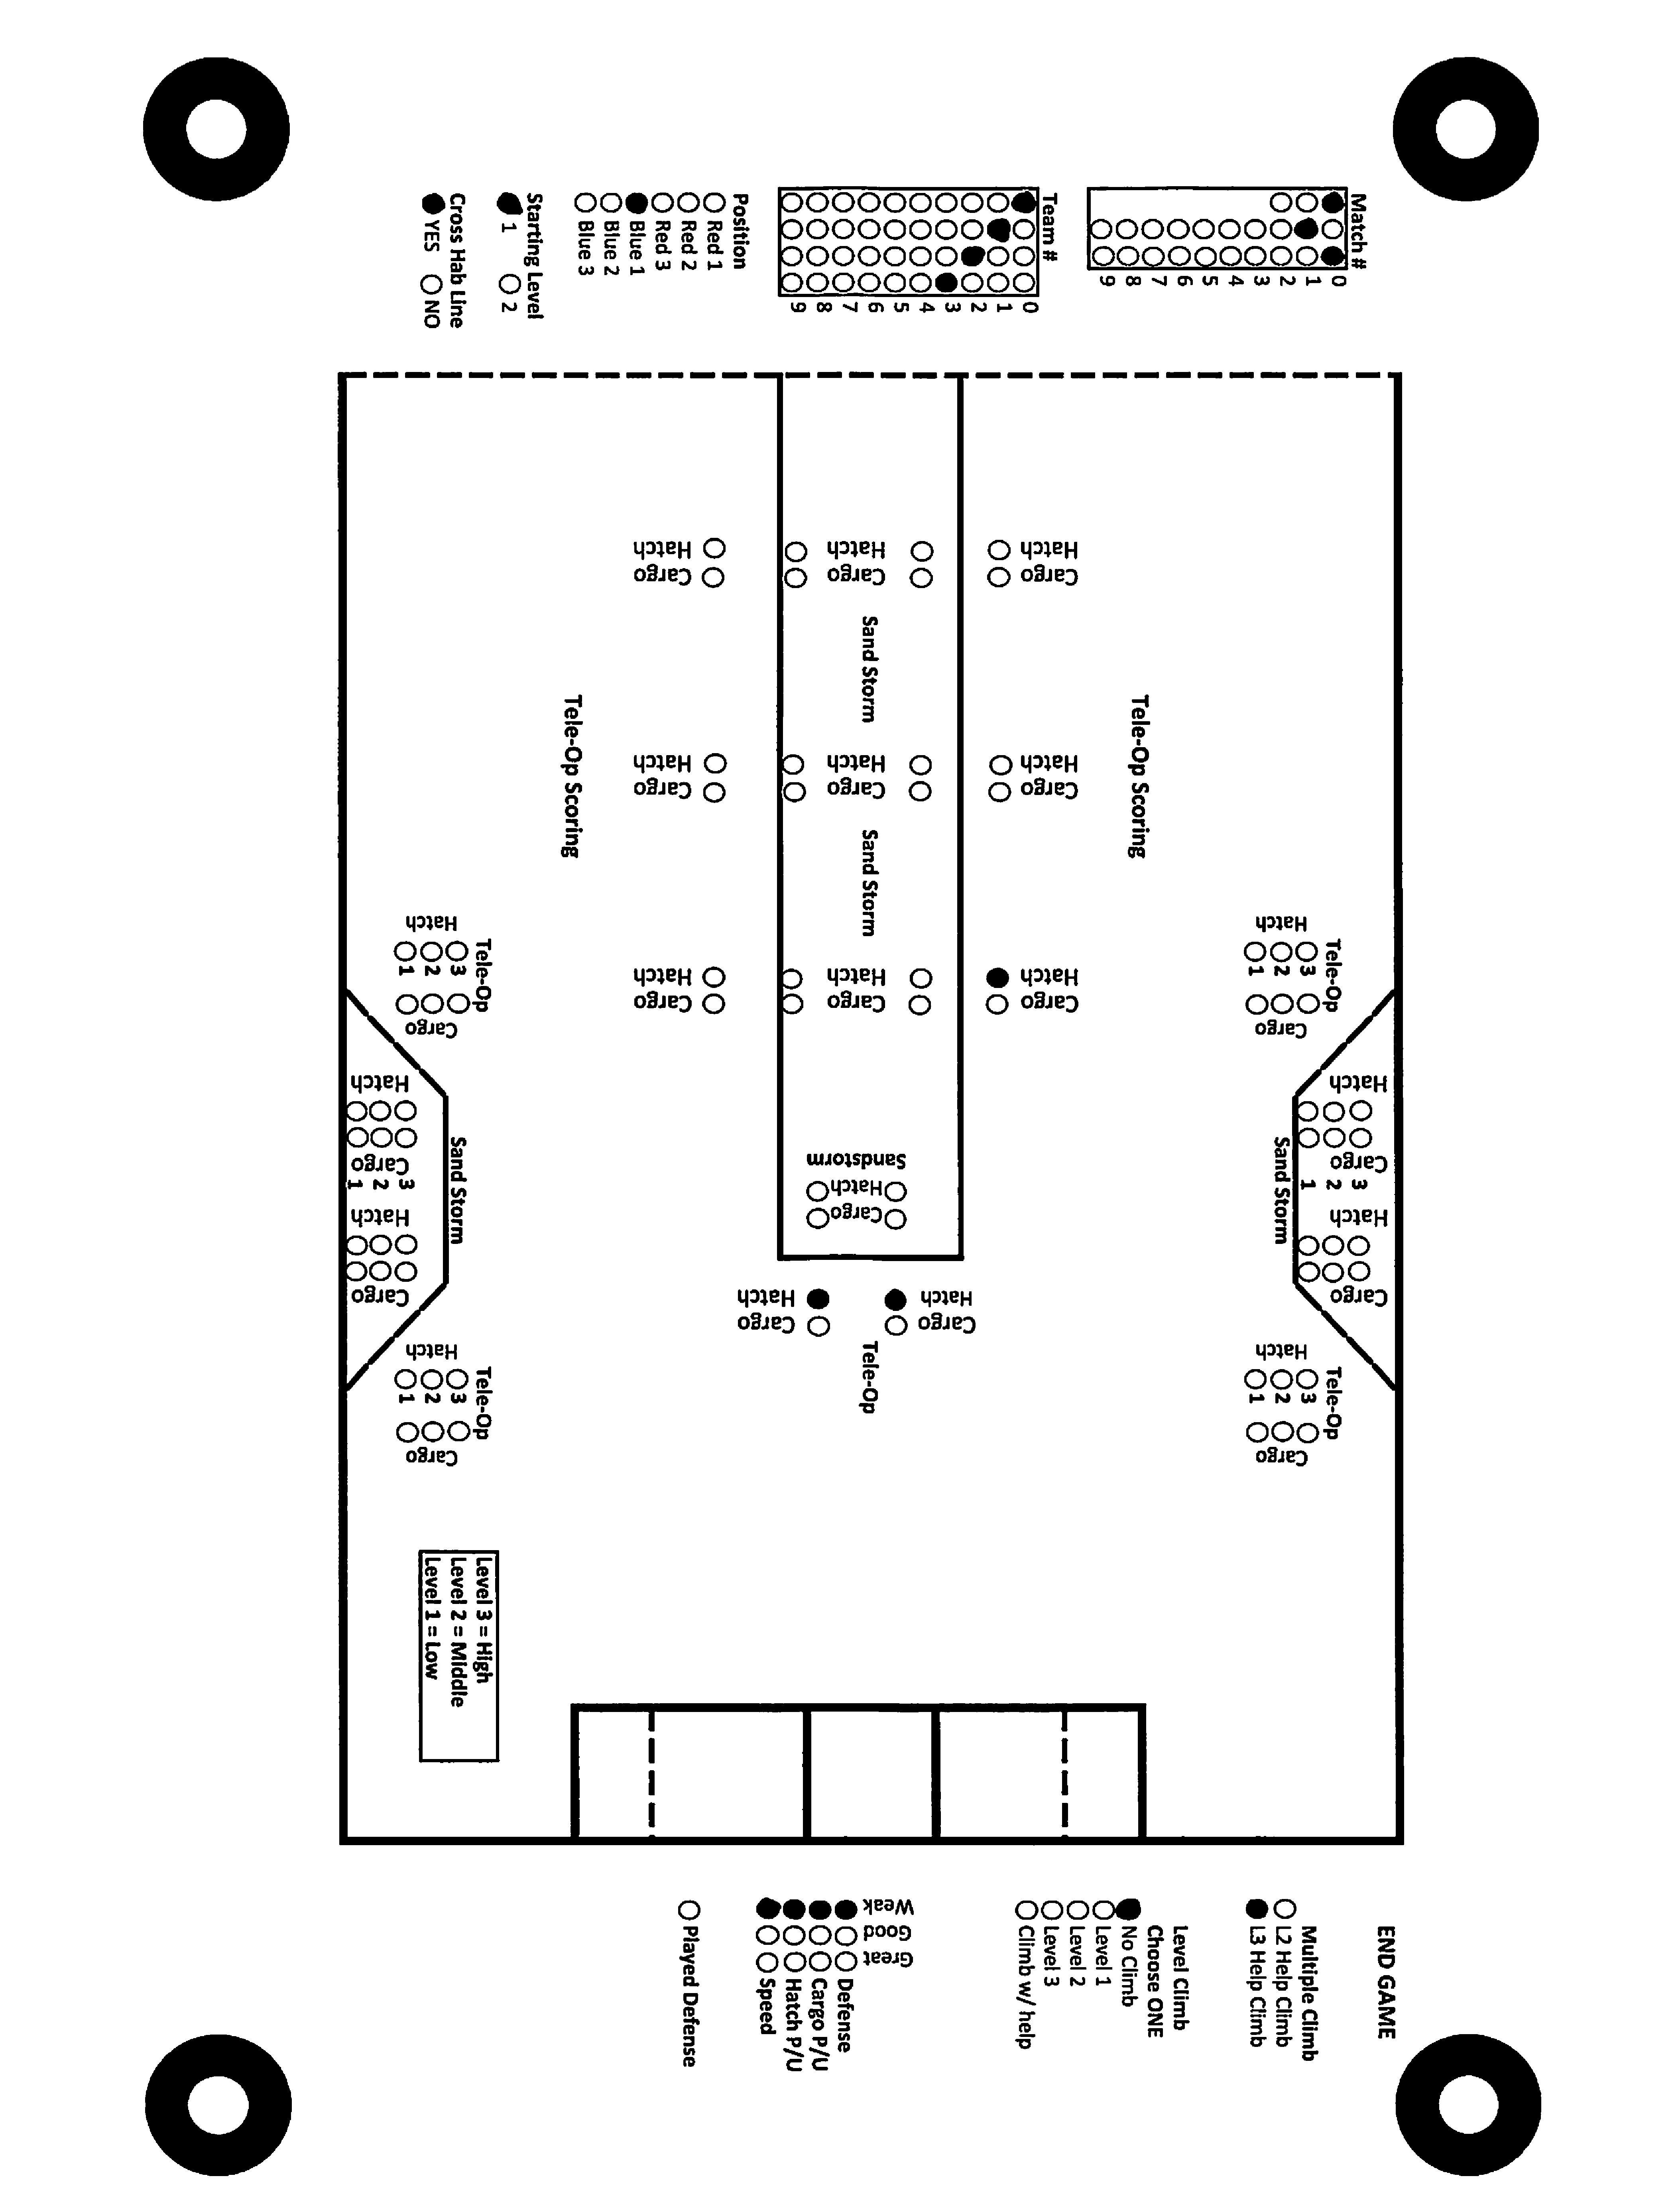 Match #
0 1 2 3 4 5 6 7 8 9
Team #
0 1 2 3 4 5 6 7 8 9
Position
Red 1
Red 2
Red 3
Blue 1
Blue 2
Blue 3
Starting Level
1 2
Cross Hab Line
YES NO
Hatch Hatch Hatch
Cargo Cargo Cargo
Sand Storm
Tele-Op Scoring
Tele-Op Scoring
Hatch Hatch Hatch
Cargo Cargo Cargo
Sand Storm
Hatch Hatch Hatch
Cargo Cargo Cargo
Hatch
Tele-Op
1 2 3
Cargo
Hatch
Tele-Op
1 2 3
Cargo
Hatch
Cargo
1 2 3
Hatch
Cargo
Sand Storm
Sandstorm
Hatch
Cargo
Sand Storm
Hatch
Cargo
1 2 3
Hatch
Cargo
Hatch Hatch
Cargo Cargo
Tele-Op
Hatch
Tele-Op
1 2 3
Cargo
Hatch
Tele-Op
1 2 3
Cargo
Level 3 = High
Level 2 = Middle
Level 1 = Low
END GAME
Multiple Climb
L2 Help Climb
L3 Help Climb
Level Climb
Choose ONE
No Climb
Level 1
Level 2
Level 3
Climb w/ help
Weak
Good
Great
Defense
Cargo P/U
Hatch P/U
Speed
Played Defense